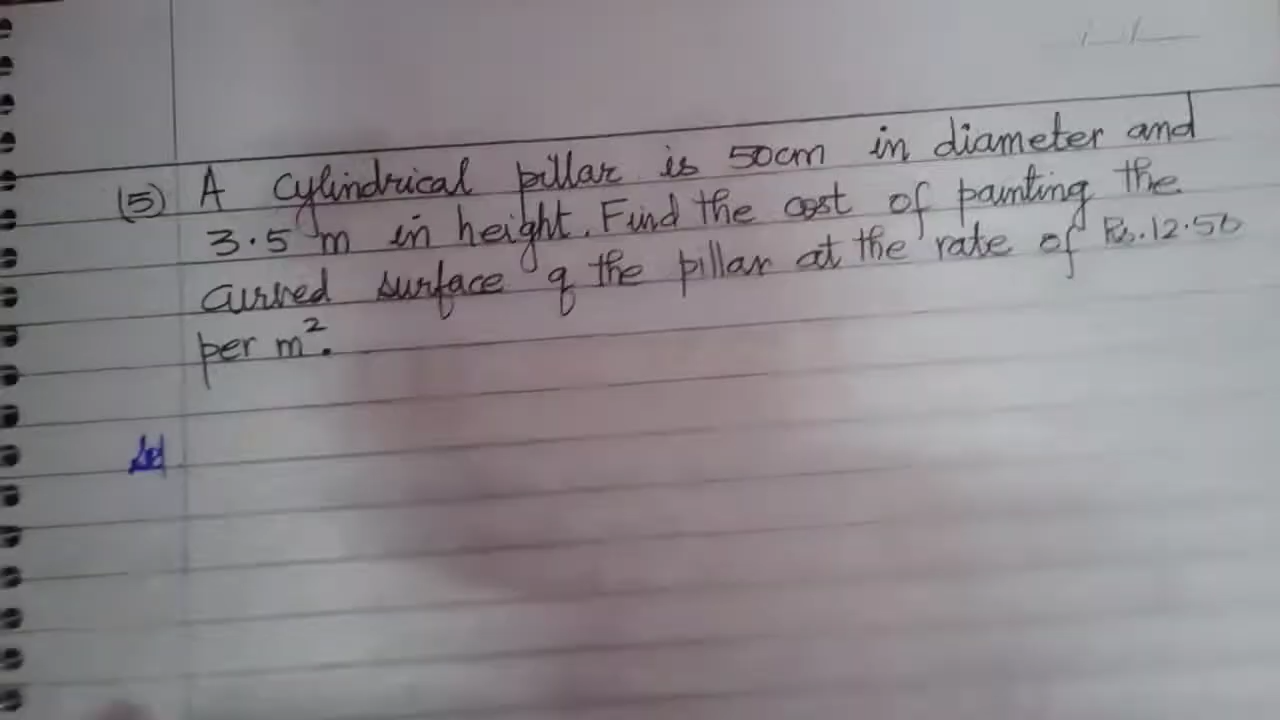 (5) A cylindrical pillar is 50cm in diameter and
3.5 m in height. Find the cost of painting the
curved surface of the pillar at the rate of Rs.12.50
per m².